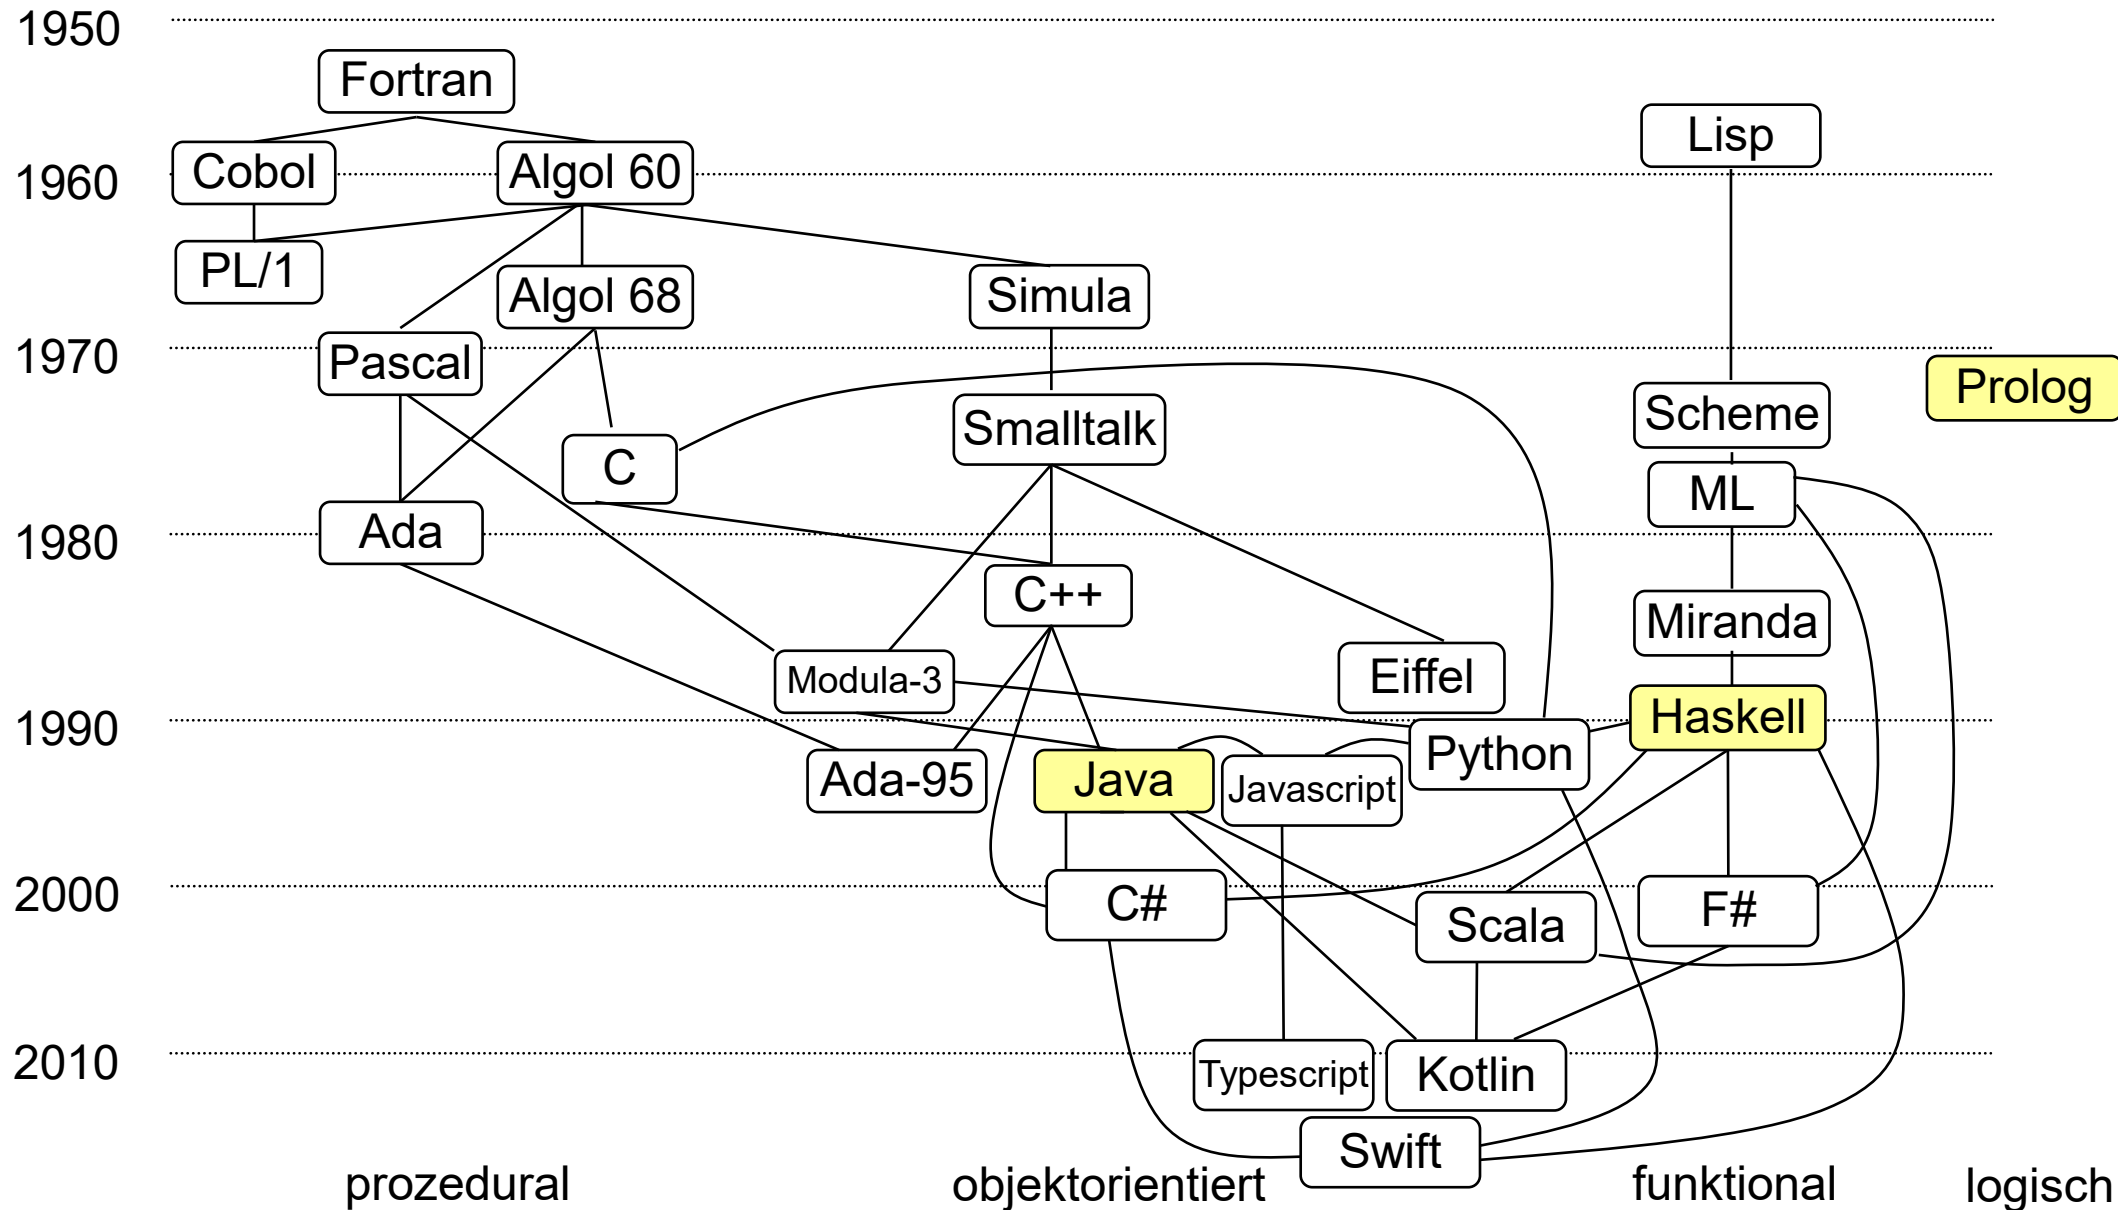 1950
Fortran
Lisp
Cobol
Algol 60
1960
PL/1
Algol 68
Simula
1970
Pascal
Prolog
Scheme
Smalltalk
C
ML
Ada
1980
C++
Miranda
Modula-3
Eiffel
1990
Haskell
Python
Ada-95
Java
Javascript
2000
C#
F#
Scala
2010
Typescript
Kotlin
Swift
prozedural
objektorientiert
funktional
logisch